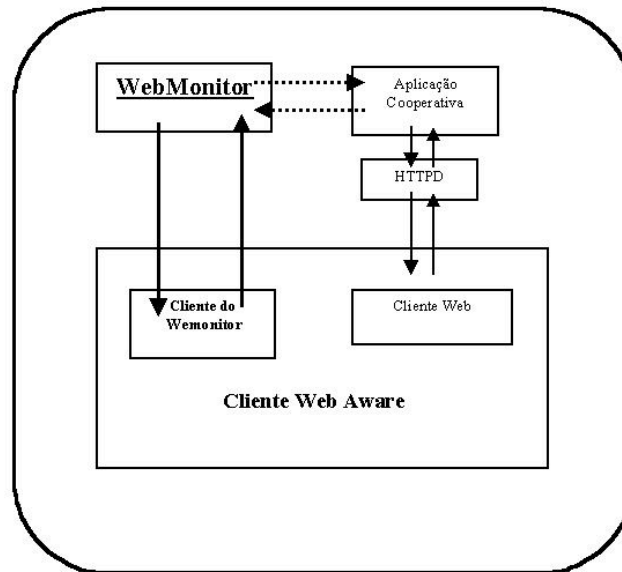 WebMonitor
Aplicação
Cooperativa
HTTPD
Cliente do
Wemonitor
Cliente Web
Cliente Web Aware